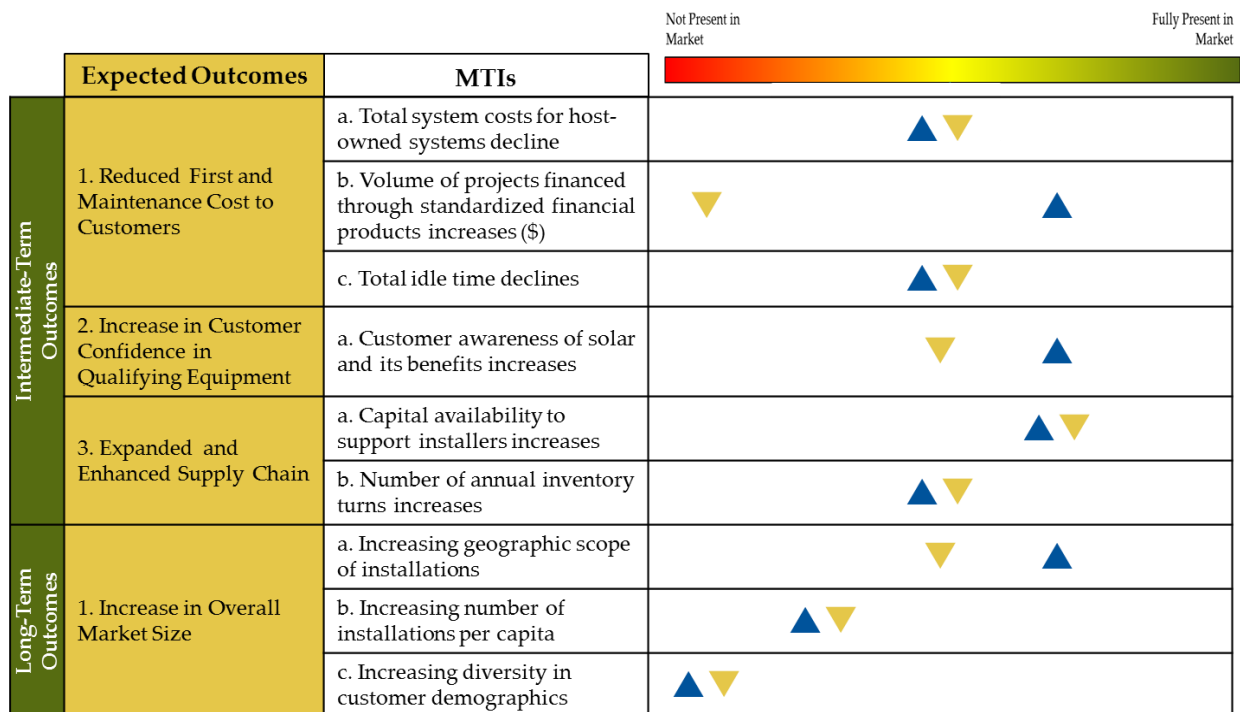 Not Present in
Market
Fully Present in
Market
Expected Outcomes
MTIs
Intermediate-Term
Outcomes
1. Reduced First and
Maintenance Cost to
Customers
a. Total system costs for host-
owned systems decline
b. Volume of projects financed
through standardized financial
products increases ($)
c. Total idle time declines
2. Increase in Customer
Confidence in
Qualifying Equipment
a. Customer awareness of solar
and its benefits increases
3. Expanded and
Enhanced Supply Chain
a. Capital availability to
support installers increases
b. Number of annual inventory
turns increases
Long-Term
Outcomes
1. Increase in Overall
Market Size
a. Increasing geographic scope
of installations
b. Increasing number of
installations per capita
c. Increasing diversity in
customer demographics